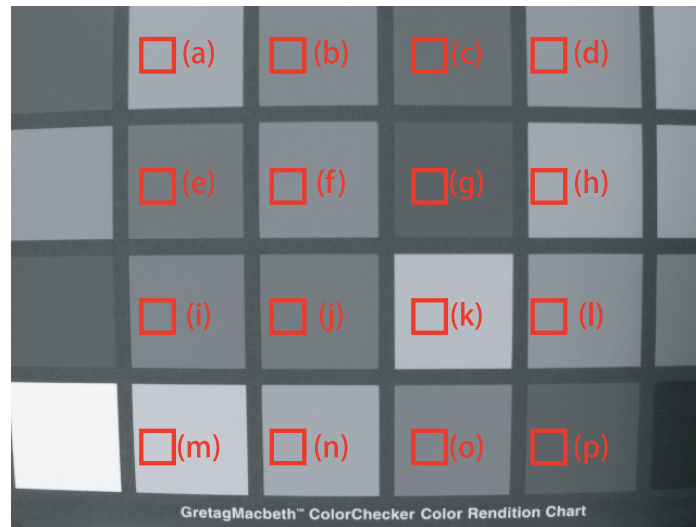 (a) (b) (c) (d)
(e) (f) (g) (h)
(i) (j) (k) (l)
(m) (n) (o) (p)
GretagMacbeth™ ColorChecker Color Rendition Chart